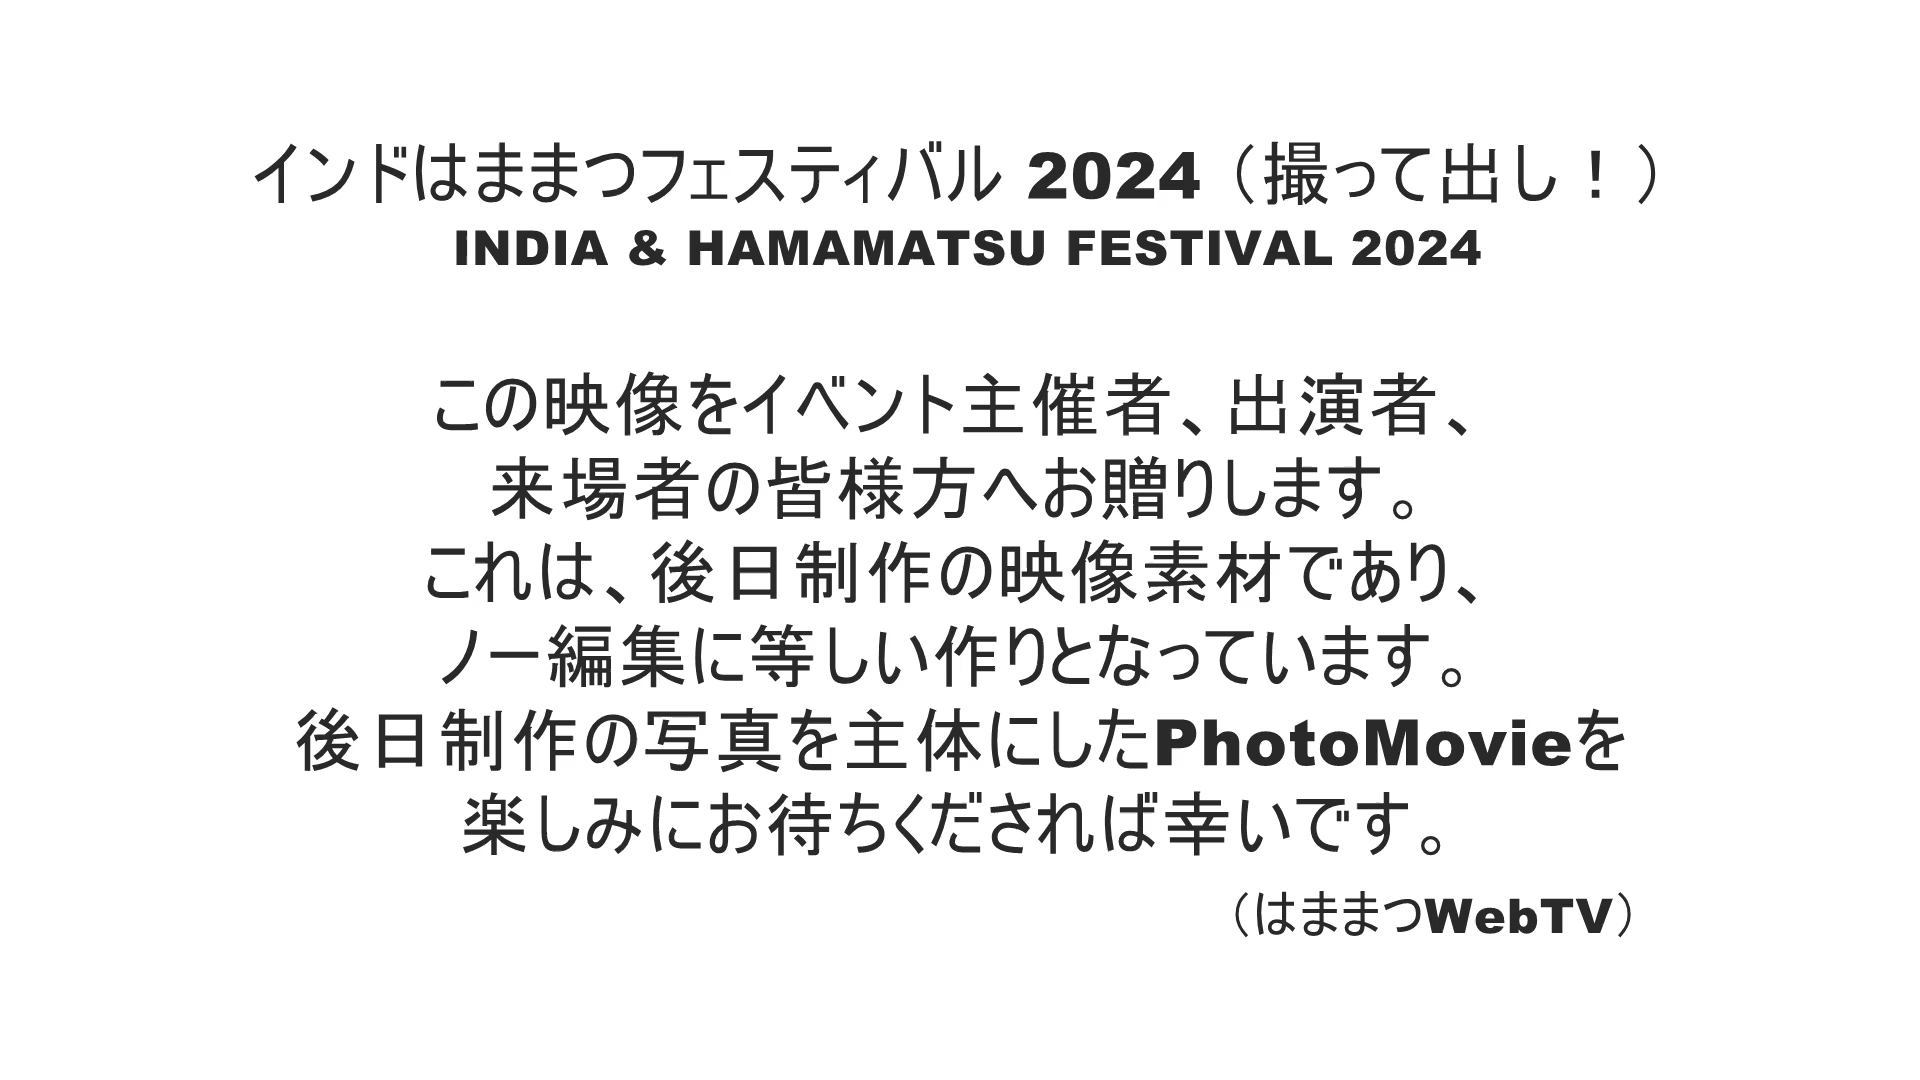 インドはままつフェスティバル 2024（撮って出し！）
INDIA & HAMAMATSU FESTIVAL 2024
この映像をイベント主催者、出演者、
来場者の皆様方へお贈りします。
これは、後日制作の映像素材であり、
ノー編集に等しい作りとなっています。
後日制作の写真を主体にしたPhotoMovieを
楽しみにお待ちくだされば幸いです。
（はままつWebTV）